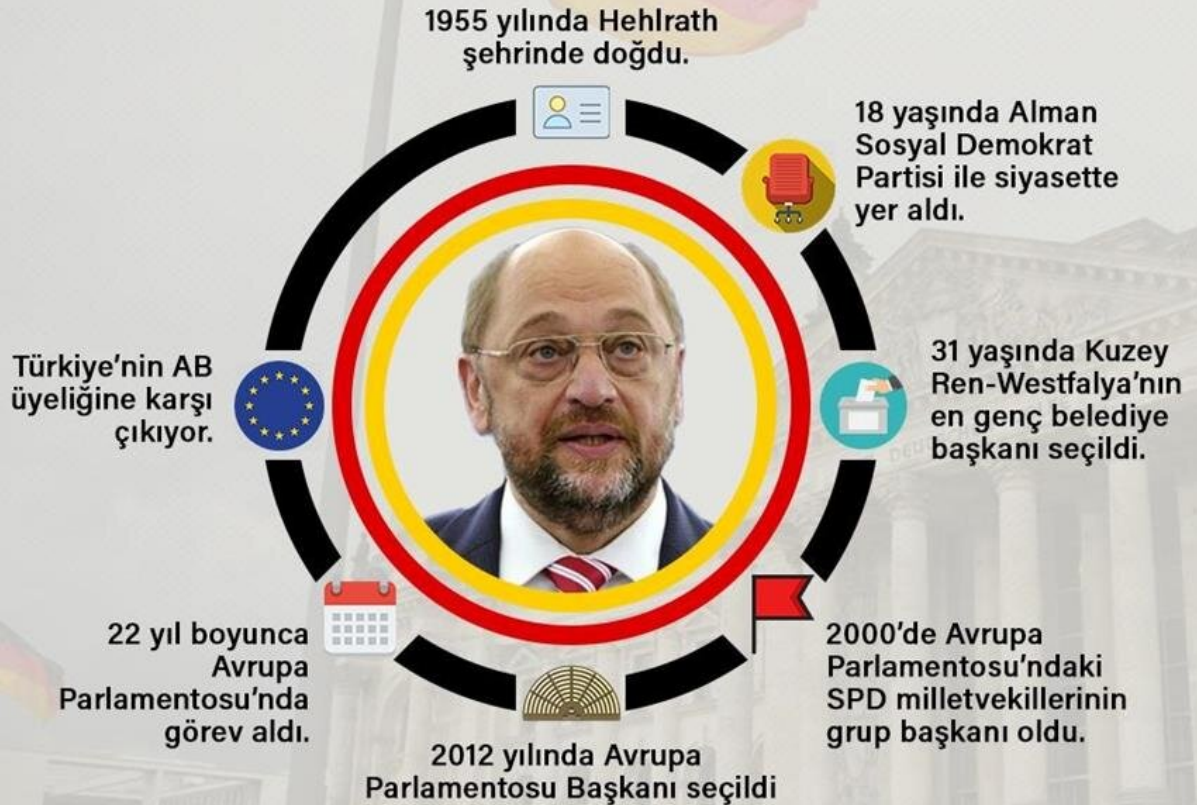 1955 yılında Hehlrath
şehrinde doğdu.
18 yaşında Alman
Sosyal Demokrat
Partisi ile siyasette
yer aldı.
31 yaşında Kuzey
Ren-Westfalya’nın
en genç belediye
başkanı seçildi.
2000’de Avrupa
Parlamentosu’ndaki
SPD milletvekillerinin
grup başkanı oldu.
2012 yılında Avrupa
Parlamentosu Başkanı seçildi
22 yıl boyunca
Avrupa
Parlamentosu’nda
görev aldı.
Türkiye’nin AB
üyeliğine karşı
çıkıyor.